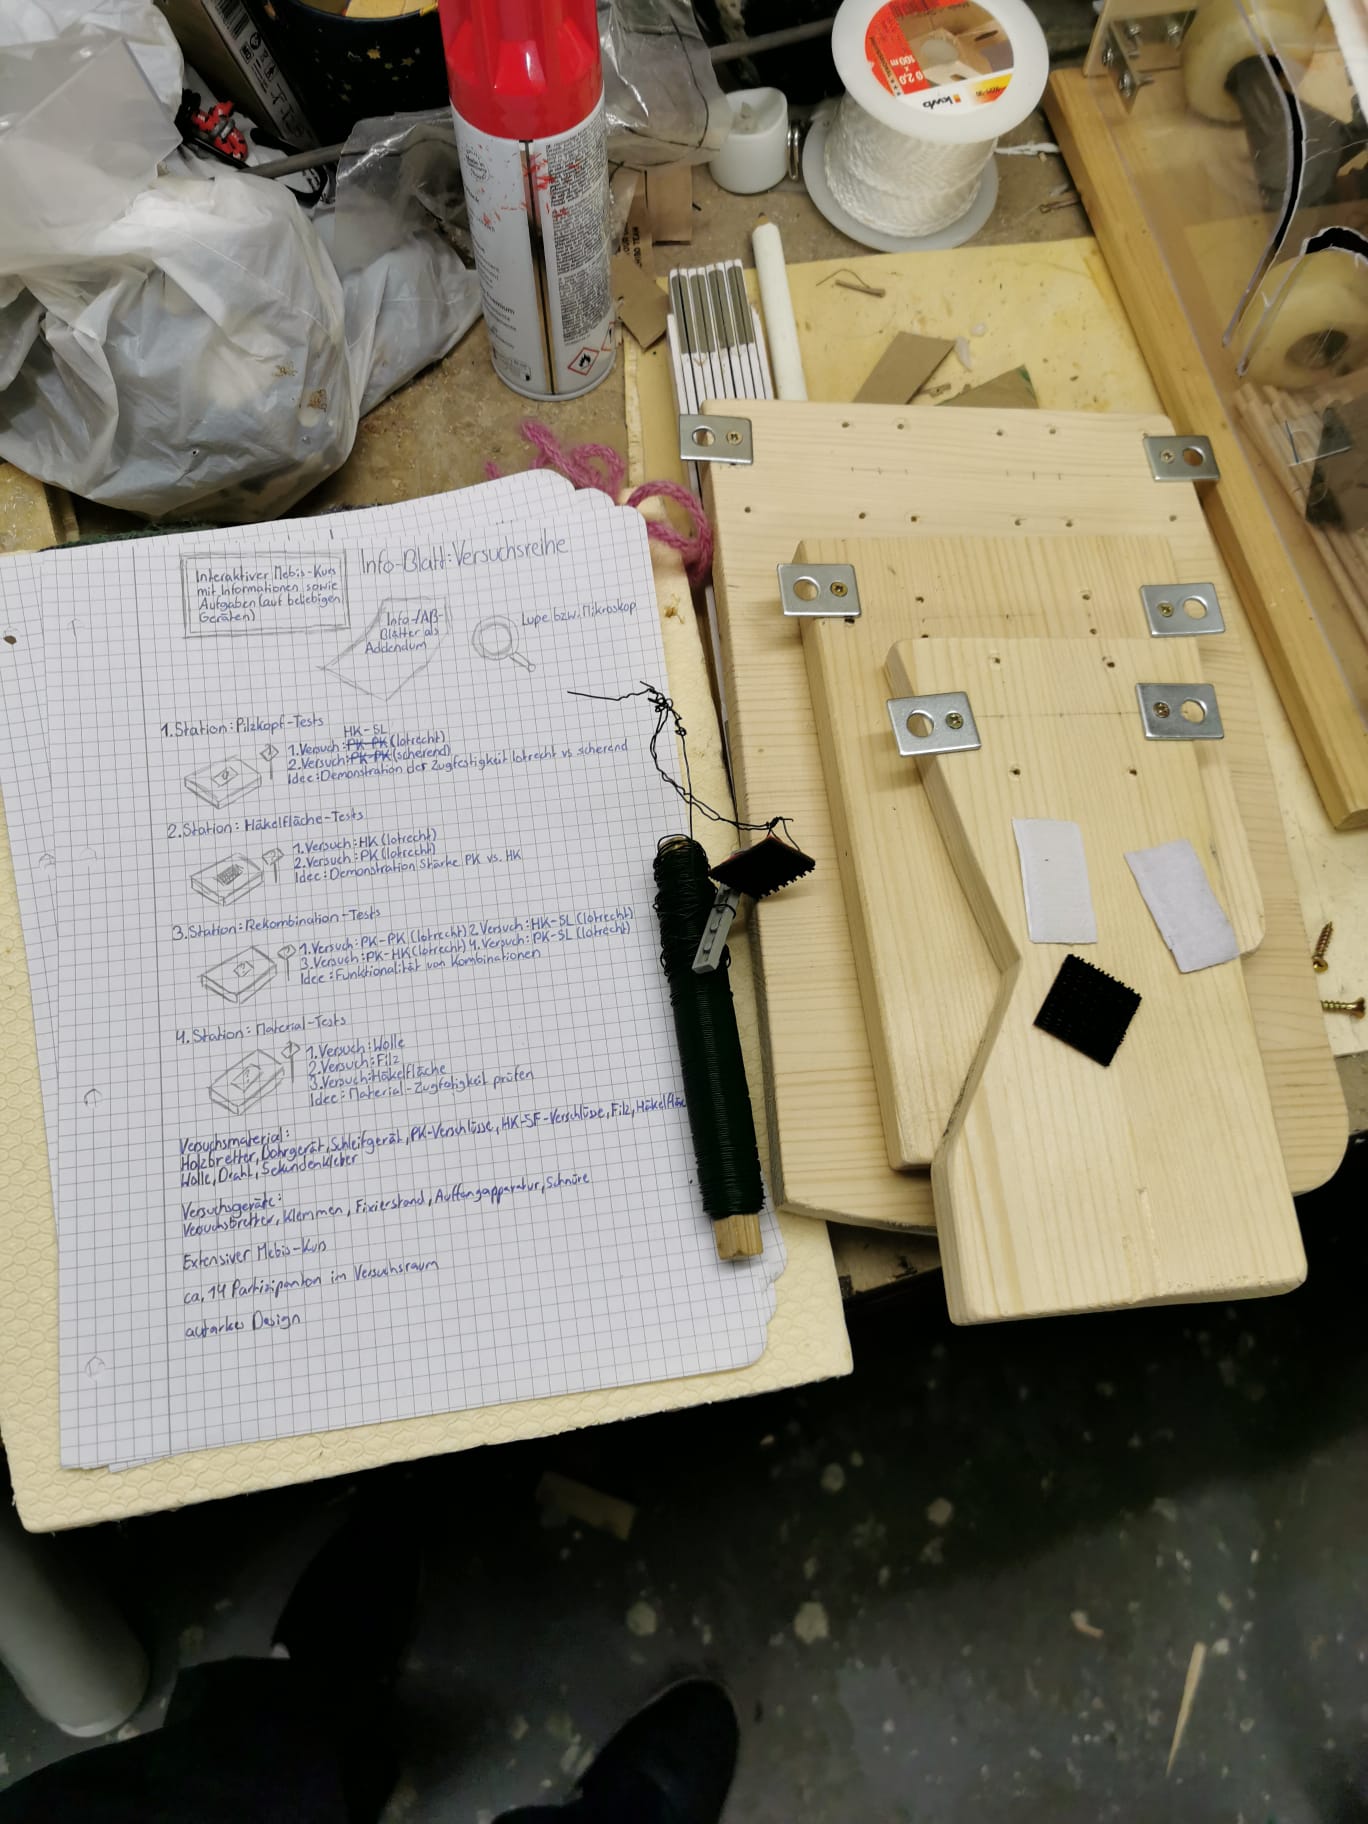 kwb
100 m
Interaktiver Mebis-Kurs
mit Informationen sowie
Aufgaben (auf beliebigen
Geräten)
Info-Blatt: Versuchsreihe
Info-/AB-
Blätter als
Addendum
Lupe bzw. Mikroskop
1. Station: Pilzkopf-Tests
HK-SL
1. Versuch: PK-PK (lotrecht)
2. Versuch: PK-PK (scherend)
Idee: Demonstration der Zugfestigkeit lotrecht vs scherend
2. Station: Häkelfläche-Tests
1. Versuch: HK (lotrecht)
2. Versuch: PK (lotrecht)
Idee: Demonstration Stärke PK vs. HK
3. Station: Rekombination-Tests
1. Versuch: PK-PK (lotrecht) 2. Versuch: HK-SL (lotrecht)
3. Versuch: PK-HK (lotrecht) 4. Versuch: PK-SL (lotrecht)
Idee: Funktionalität von Kombinationen
4. Station: Material-Tests
1. Versuch: Wolle
2. Versuch: Filz
3. Versuch: Häkelfläche
Idee: Material-Zugfähigkeit prüfen
Versuchsmaterial:
Holzbretter, Bohrgerät, Schleifgerät, PK-Verschlüsse, HK-SF-Verschlüsse, Filz, Häkelfläc
Wolle, Draht, Sekundenkleber
Versuchsgeräte:
Versuchsbretter, Klemmen, Fixierstand, Auffangapparatur, Schnüre
Extensiver Mebis-Kurs
ca. 14 Partizipanten im Versuchsraum
autarkes Design